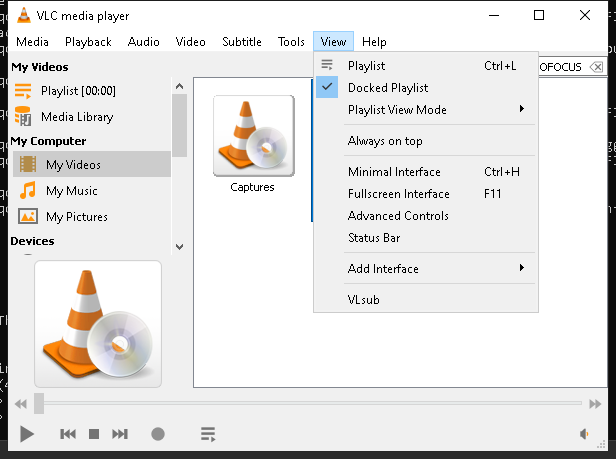 VLC media player
Media Playback Audio Video Subtitle Tools View Help
My Videos
Playlist [00:00]
Media Library
My Computer
My Videos
My Music
My Pictures
Devices
Captures
OFOCUS
Playlist Ctrl+L
Docked Playlist
Playlist View Mode
Always on top
Minimal Interface Ctrl+H
Fullscreen Interface F11
Advanced Controls
Status Bar
Add Interface
VLsub